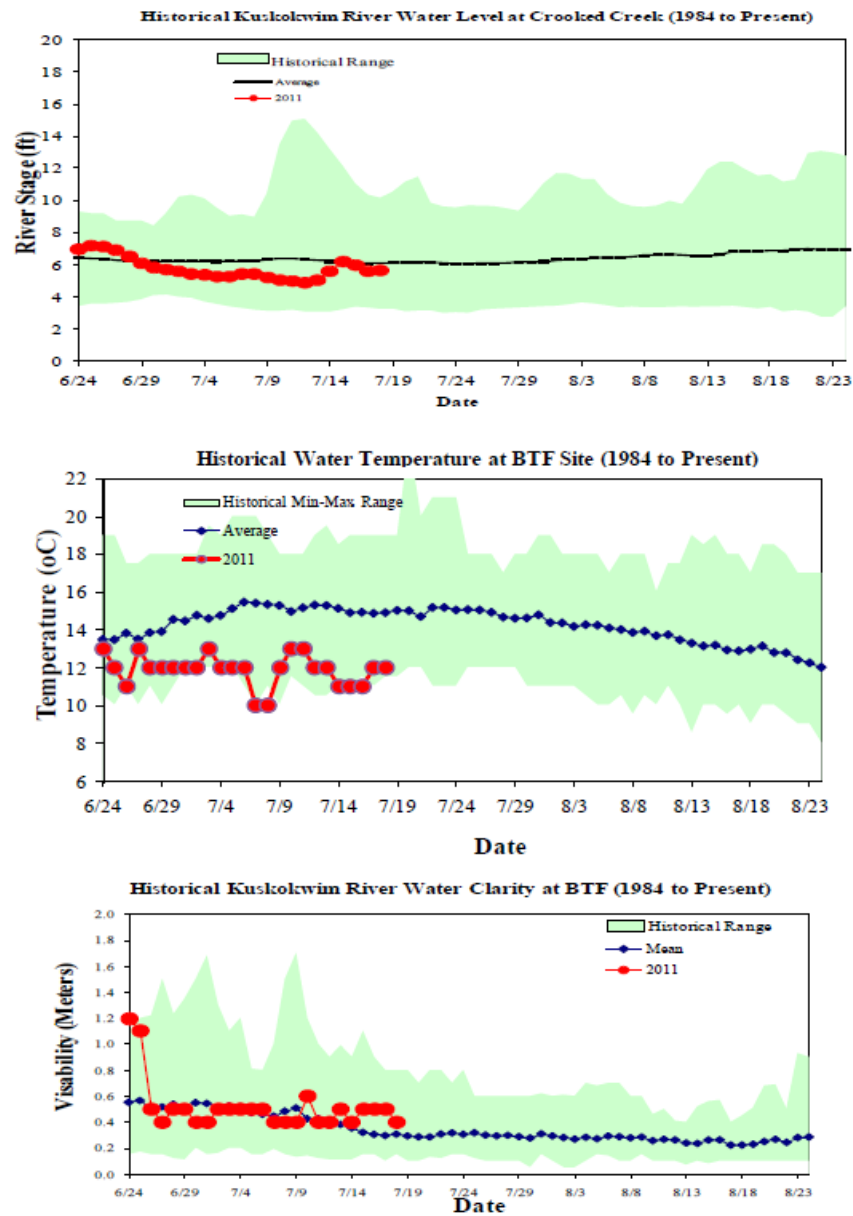 Historical Kuskokwim River Water Level at Crooked Creek (1984 to Present)
20
18
16
14
12
10
8
6
4
2
0
River Stage (ft)
Historical Range
Average
2011
6/24 6/29 7/4 7/9 7/14 7/19 7/24 7/29 8/3 8/8 8/13 8/18 8/23
Date
Historical Water Temperature at BTF Site (1984 to Present)
22
20
18
16
14
12
10
8
6
Temperature (oC)
Historical Min-Max Range
Average
2011
6/24 6/29 7/4 7/9 7/14 7/19 7/24 7/29 8/3 8/8 8/13 8/18 8/23
Date
Historical Kuskokwim River Water Clarity at BTF (1984 to Present)
2.0
1.8
1.6
1.4
1.2
1.0
0.8
0.6
0.4
0.2
0.0
Visability (Meters)
Historical Range
Mean
2011
6/24 6/29 7/4 7/9 7/14 7/19 7/24 7/29 8/3 8/8 8/13 8/18 8/23
Date